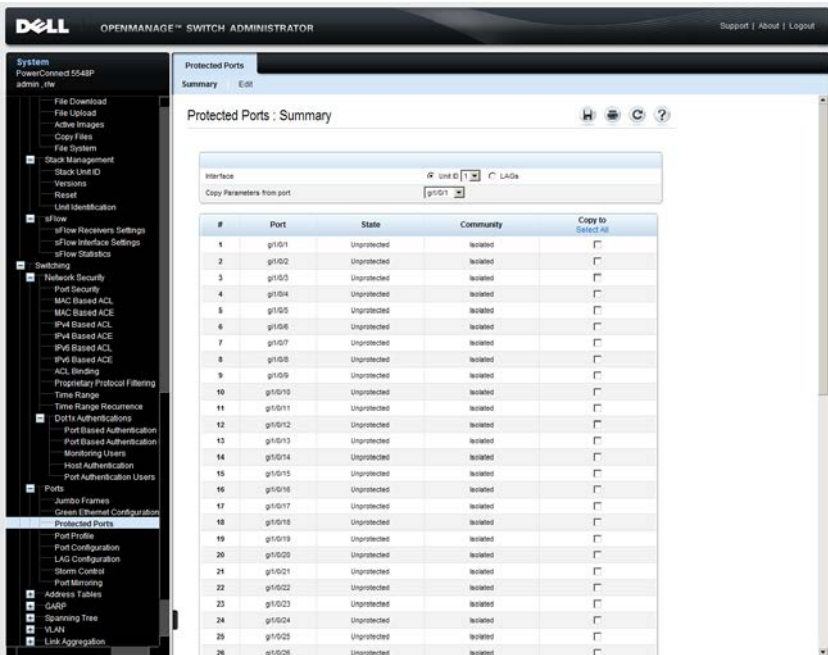 DELL OPENMANAGE™ SWITCH ADMINISTRATOR
Support | About | Logout
System
PowerConnect 5548P
admin ,r/w
File Download
File Upload
Active Images
Copy Files
File System
Stack Management
Stack Unit ID
Versions
Reset
Unit Identification
sFlow
sFlow Receivers Settings
sFlow Interface Settings
sFlow Statistics
Switching
Network Security
Port Security
MAC Based ACL
MAC Based ACE
IPv4 Based ACL
IPv4 Based ACE
IPv6 Based ACL
IPv6 Based ACE
ACL Binding
Proprietary Protocol Filtering
Time Range
Time Range Recurrence
Dot1x Authentications
Port Based Authentication
Port Based Authentication
Monitoring Users
Host Authentication
Port Authentication Users
Ports
Jumbo Frames
Green Ethernet Configuration
Protected Ports
Port Profile
Port Configuration
LAG Configuration
Storm Control
Port Mirroring
Address Tables
GARP
Spanning Tree
VLAN
Link Aggregation
Protected Ports
Summary Edit
Protected Ports : Summary
Interface Unit ID 1 LAGs
Copy Parameters from port gi1/0/1
# Port State Community Copy to
Select All
1 gi1/0/1 Unprotected Isolated
2 gi1/0/2 Unprotected Isolated
3 gi1/0/3 Unprotected Isolated
4 gi1/0/4 Unprotected Isolated
5 gi1/0/5 Unprotected Isolated
6 gi1/0/6 Unprotected Isolated
7 gi1/0/7 Unprotected Isolated
8 gi1/0/8 Unprotected Isolated
9 gi1/0/9 Unprotected Isolated
10 gi1/0/10 Unprotected Isolated
11 gi1/0/11 Unprotected Isolated
12 gi1/0/12 Unprotected Isolated
13 gi1/0/13 Unprotected Isolated
14 gi1/0/14 Unprotected Isolated
15 gi1/0/15 Unprotected Isolated
16 gi1/0/16 Unprotected Isolated
17 gi1/0/17 Unprotected Isolated
18 gi1/0/18 Unprotected Isolated
19 gi1/0/19 Unprotected Isolated
20 gi1/0/20 Unprotected Isolated
21 gi1/0/21 Unprotected Isolated
22 gi1/0/22 Unprotected Isolated
23 gi1/0/23 Unprotected Isolated
24 gi1/0/24 Unprotected Isolated
25 gi1/0/25 Unprotected Isolated
26 gi1/0/26 Unprotected Isolated